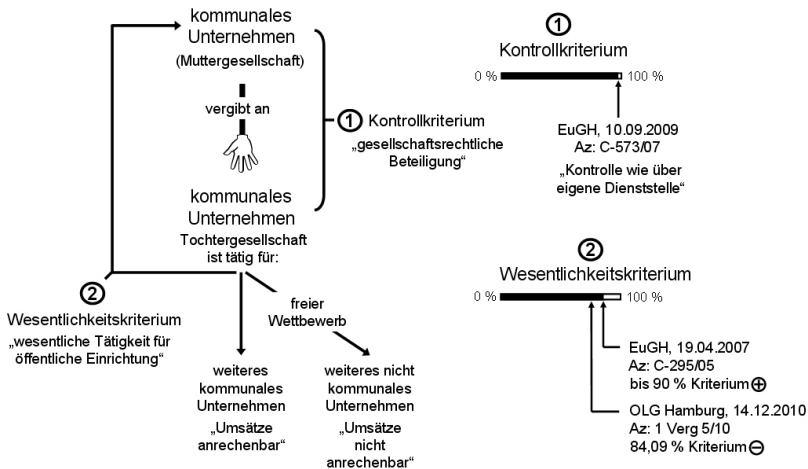 kommunales
Unternehmen
(Muttergesellschaft)
vergibt an
① Kontrollkriterium
„gesellschaftsrechtliche
Beteiligung“
kommunales
Unternehmen
Tochtergesellschaft
ist tätig für:
②
Wesentlichkeitskriterium
„wesentliche Tätigkeit für
öffentliche Einrichtung“
freier
Wettbewerb
weiteres
kommunales
Unternehmen
„Umsätze
anrechenbar“
weiteres nicht
kommunales
Unternehmen
„Umsätze
nicht
anrechenbar“
①
Kontrollkriterium
0 % 100 %
EuGH, 10.09.2009
Az: C-573/07
„Kontrolle wie über
eigene Dienststelle“
②
Wesentlichkeitskriterium
0 % 100 %
EuGH, 19.04.2007
Az: C-295/05
bis 90 % Kriterium ⊕
OLG Hamburg, 14.12.2010
Az: 1 Verg 5/10
84,09 % Kriterium ⊖